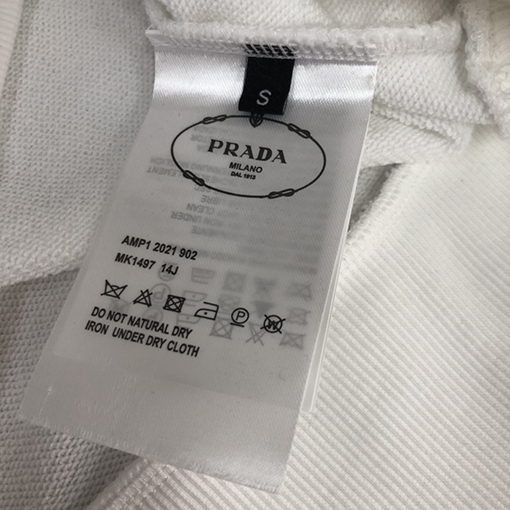 S
PRADA
MILANO
DAL 1913
AMP1 2021 902
MK1497 14J
P W
DO NOT NATURAL DRY
IRON UNDER DRY CLOTH